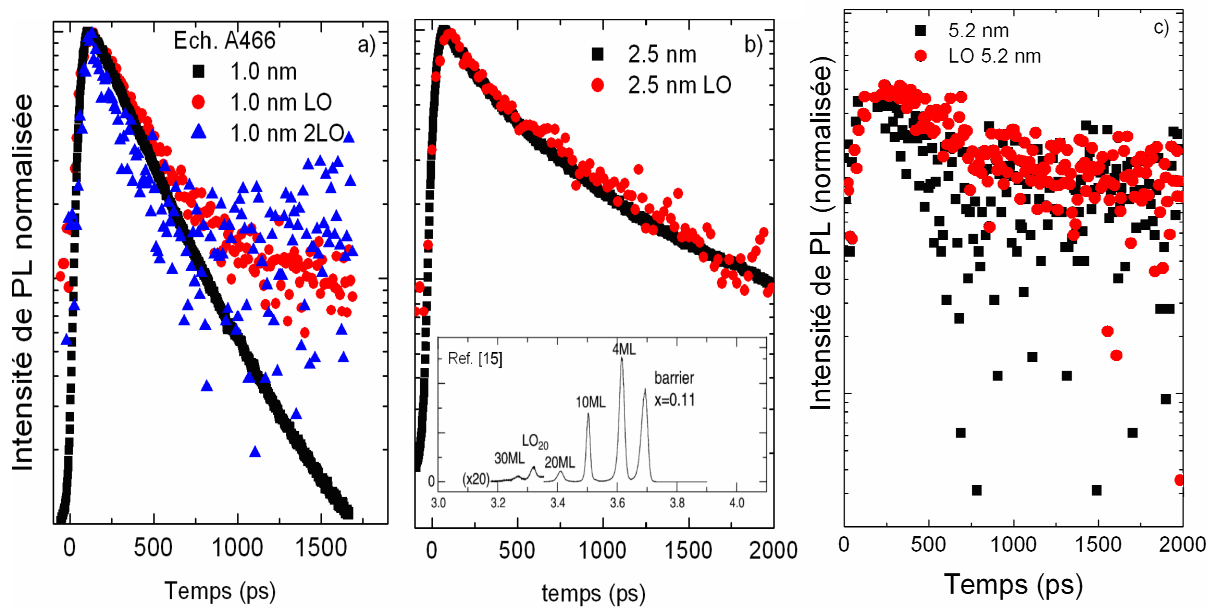 Ech. A466
a)
1.0 nm
1.0 nm LO
1.0 nm 2LO
Intensité de PL normalisée
0 500 1000 1500
Temps (ps)
b)
2.5 nm
2.5 nm LO
Ref. [15]
4ML
barrier
x=0.11
10ML
LO20
30ML
20ML
(x20)
0
3.0 3.2 3.4 3.6 3.8 4.0
0 500 1000 1500 2000
temps (ps)
c)
5.2 nm
LO 5.2 nm
Intensité de PL (normalisée)
0 500 1000 1500 2000
Temps (ps)